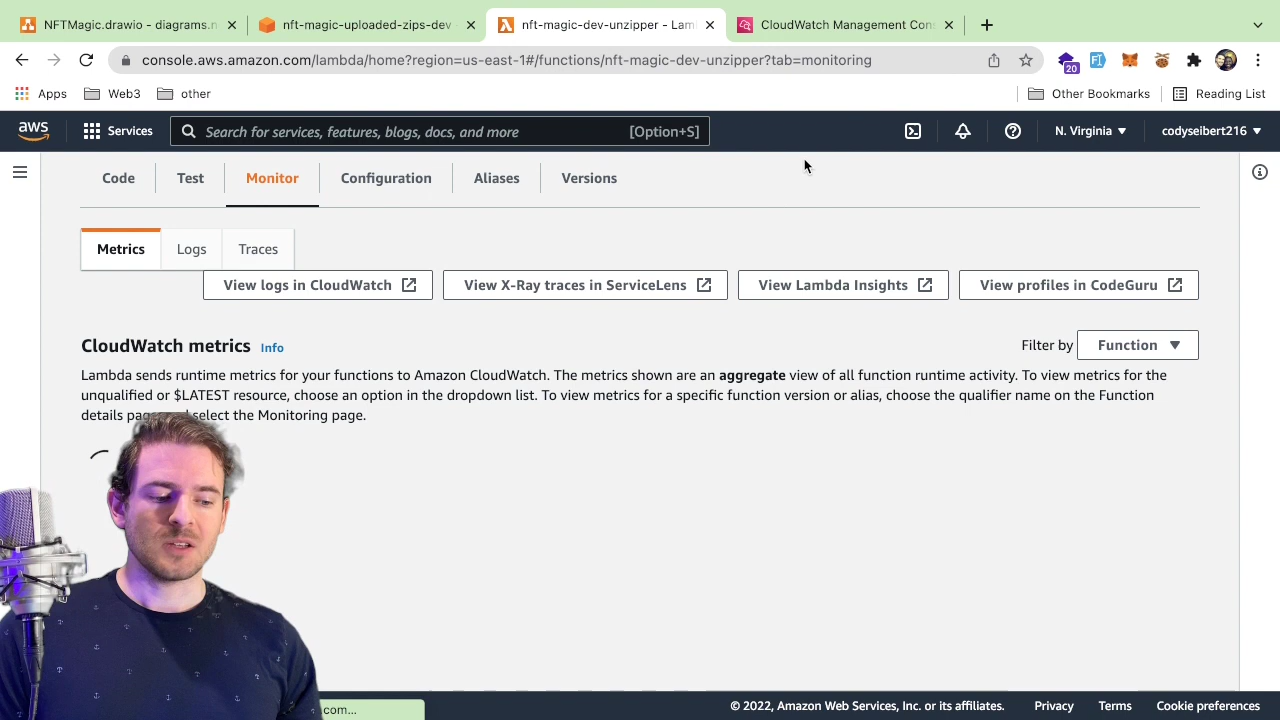 NFTMagic.drawio - diagrams.n
nft-magic-uploaded-zips-dev -
nft-magic-dev-unzipper - Lam
CloudWatch Management Cons
console.aws.amazon.com/lambda/home?region=us-east-1#/functions/nft-magic-dev-unzipper?tab=monitoring
20
Apps
Web3
other
Other Bookmarks
Reading List
aws
Services
Search for services, features, blogs, docs, and more
[Option+S]
N. Virginia
codyseibert216
Code
Test
Monitor
Configuration
Aliases
Versions
Metrics
Logs
Traces
View logs in CloudWatch
View X-Ray traces in ServiceLens
View Lambda Insights
View profiles in CodeGuru
CloudWatch metrics Info
Filter by
Function
Lambda sends runtime metrics for your functions to Amazon CloudWatch. The metrics shown are an aggregate view of all function runtime activity. To view metrics for the
unqualified or $LATEST resource, choose an option in the dropdown list. To view metrics for a specific function version or alias, choose the qualifier name on the Function
details select the Monitoring page.
com...
© 2022, Amazon Web Services, Inc. or its affiliates.
Privacy
Terms
Cookie preferences